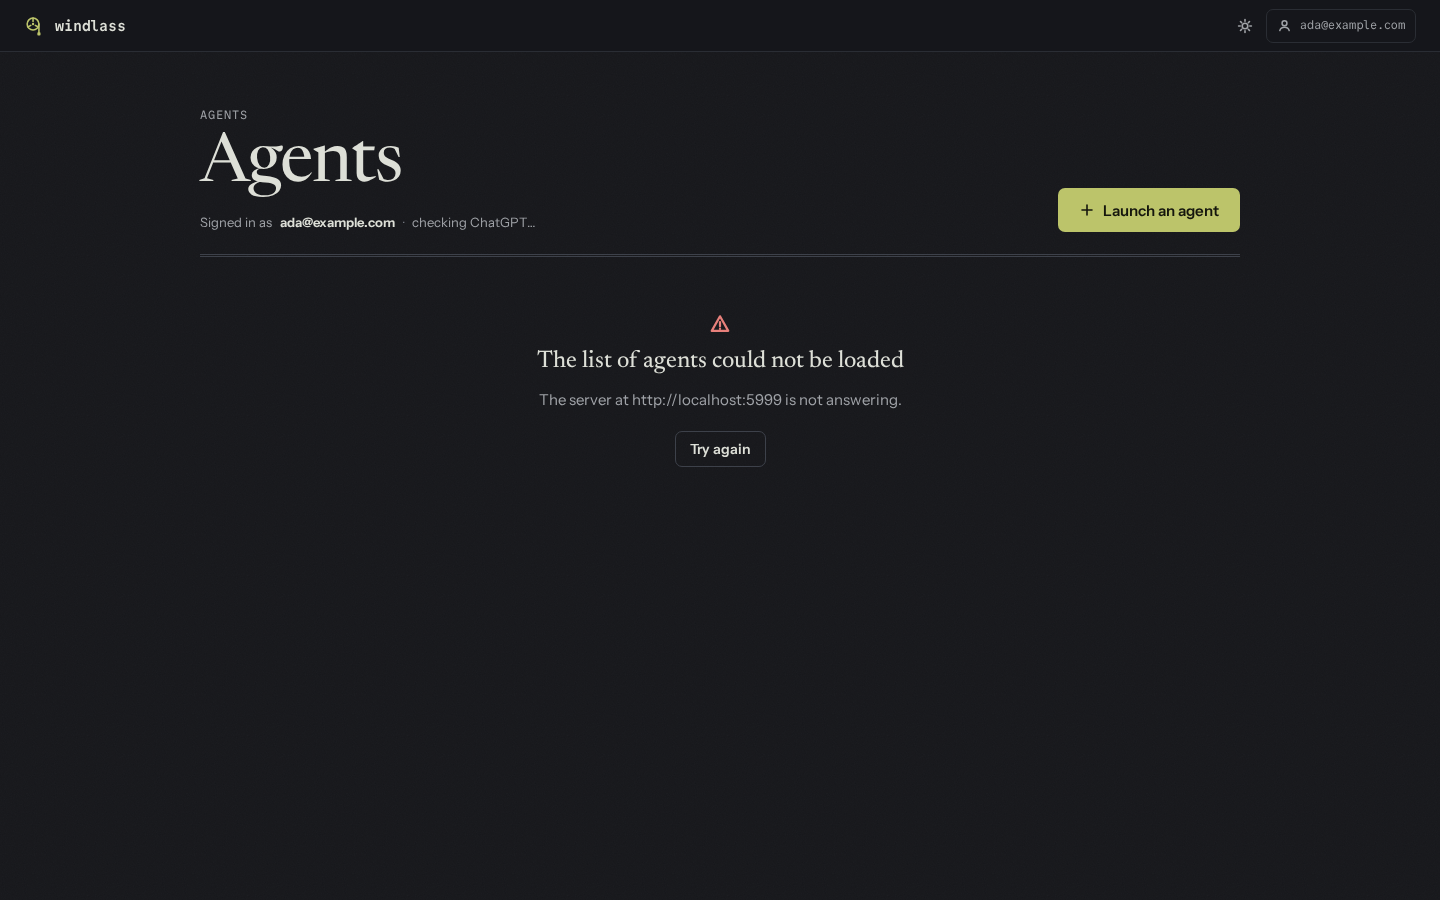 windlass
ada@example.com
AGENTS
Agents
Signed in as ada@example.com · checking ChatGPT…
Launch an agent
The list of agents could not be loaded
The server at http://localhost:5999 is not answering.
Try again